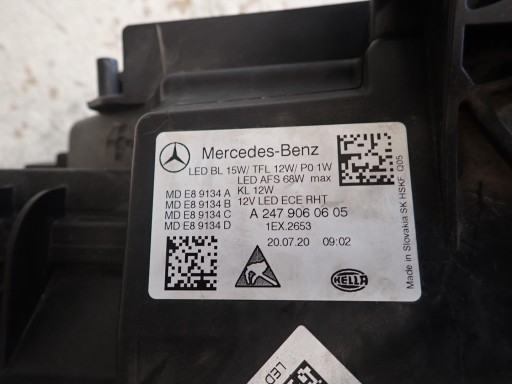 Mercedes-Benz
LED BL 15W/ TFL 12W/ P0 1W
LED AFS 68W max
MD E8 9134 A KL 12W
MD E8 9134 B 12V LED ECE RHT
MD E8 9134 C A 247 906 06 05
MD E8 9134 D 1EX.2653
20.07.20 09:02
HELLA
Made in Slovakia SK HSKF Q05
LED